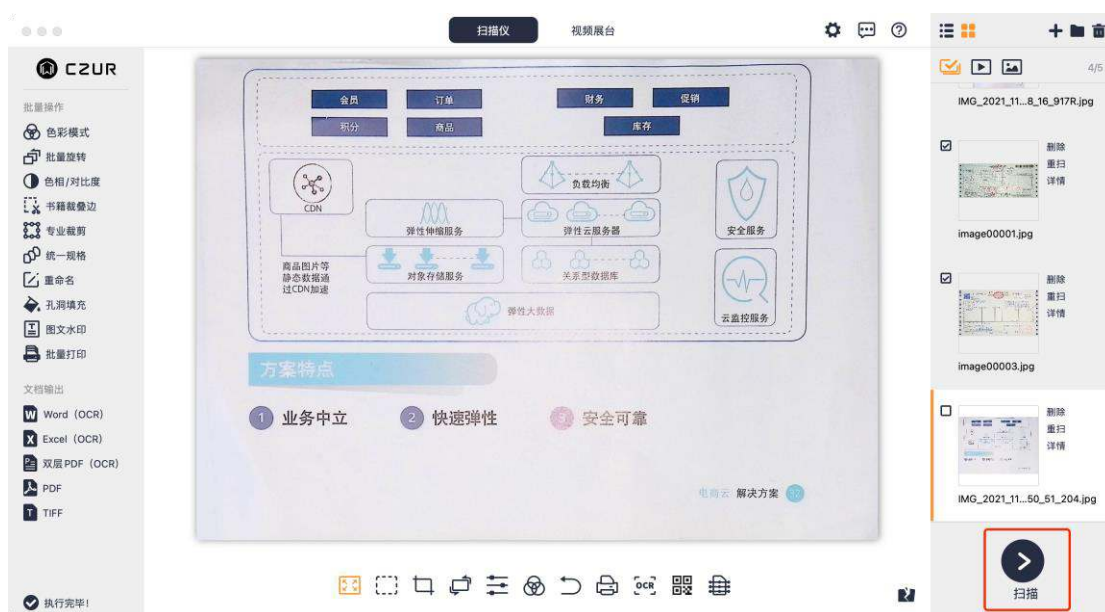 扫描仪
视频展台
CZUR
批量操作
色彩模式
批量旋转
色相/对比度
书籍裁叠边
专业裁剪
统一规格
重命名
孔洞填充
图文水印
批量打印
文档输出
Word (OCR)
Excel (OCR)
双层PDF (OCR)
PDF
TIFF
执行完毕!
会员
订单
财务
促销
积分
商品
库存
CDN
负载均衡
弹性伸缩服务
弹性云服务器
安全服务
商品图片等
静态数据通
过CDN加速
对象存储服务
关系型数据库
弹性大数据
云监控服务
方案特点
1 业务中立
2 快速弹性
3 安全可靠
电商云 解决方案
OCR
4/5
IMG_2021_11...8_16_917R.jpg
删除
重扫
详情
image00001.jpg
删除
重扫
详情
image00003.jpg
删除
重扫
详情
IMG_2021_11...50_51_204.jpg
扫描